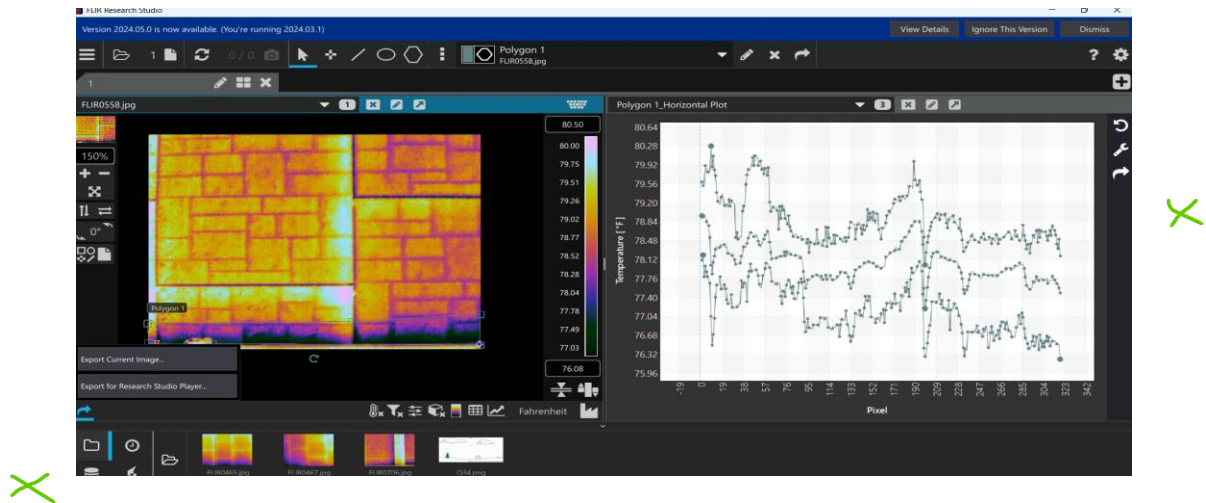 FLIR Research Studio
Version 2024.05.0 is now available. (You're running 2024.03.1)
View Details
Ignore This Version
Dismiss
1
0 / 0
Polygon 1
FLIR0558.jpg
?
1
FLIR0558.jpg
1
Polygon 1_Horizontal Plot
3
150%
0°
Polygon 1
Export Current Image...
Export for Research Studio Player...
80.50
80.00
79.75
79.51
79.26
79.02
78.77
78.52
78.28
78.04
77.78
77.49
77.03
76.08
Fahrenheit
Temperature [°F]
80.64
80.28
79.92
79.56
79.20
78.84
78.48
78.12
77.76
77.40
77.04
76.68
76.32
75.96
-19 0 19 38 57 76 95 114 133 152 171 190 209 228 247 266 285 304 323 342
Pixel
FLIR0465.jpg
FLIR0467.jpg
FLIR0706.jpg